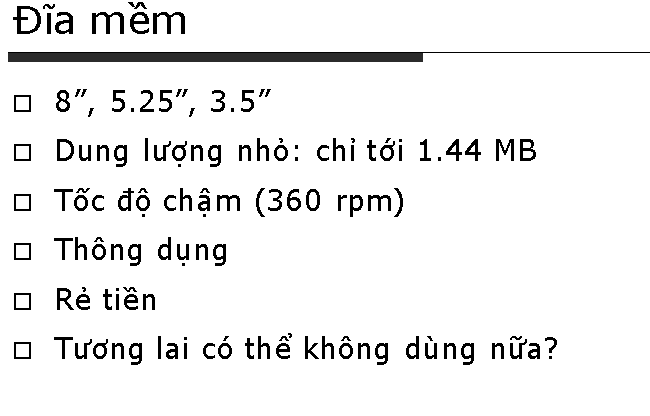 Đĩa mềm
8”, 5.25”, 3.5”
Dung lượng nhỏ: chỉ tới 1.44 MB
Tốc độ chậm (360 rpm)
Thông dụng
Rẻ tiền
Tương lai có thể không dùng nữa?